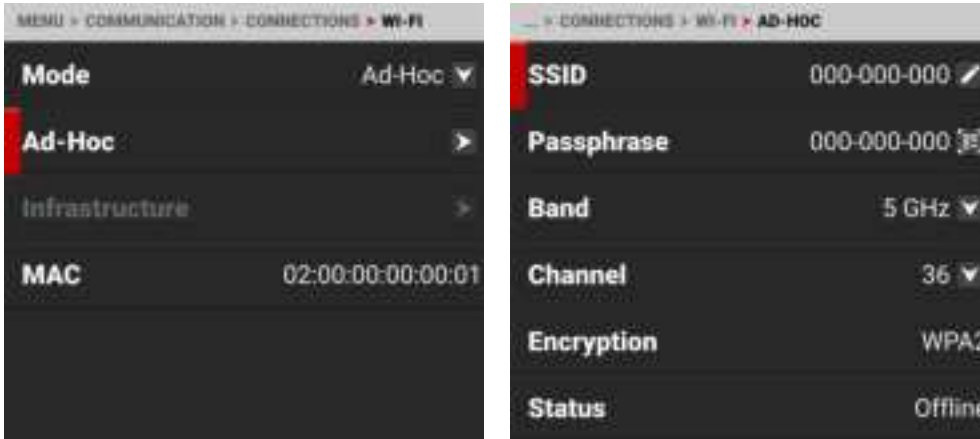 MENU > COMMUNICATION > CONNECTIONS > WI-FI
Mode Ad-Hoc
Ad-Hoc
Infrastructure
MAC 02:00:00:00:00:01
... > CONNECTIONS > WI-FI > AD-HOC
SSID 000-000-000
Passphrase 000-000-000
Band 5 GHz
Channel 36
Encryption WPA2
Status Offline